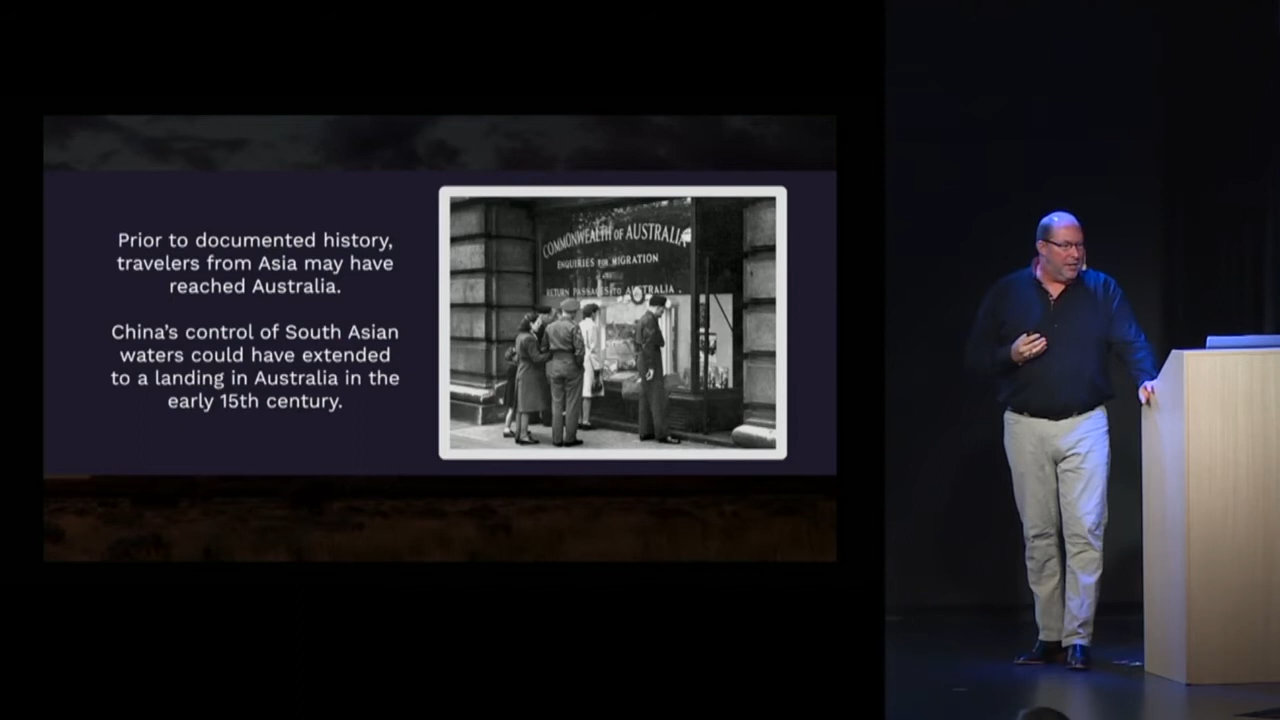 Prior to documented history,
travelers from Asia may have
reached Australia.
China's control of South Asian
waters could have extended
to a landing in Australia in the
early 15th century.
COMMONWEALTH OF AUSTRALIA
ENQUIRIES FOR MIGRATION
AND
RETURN PASSAGES TO AUSTRALIA.